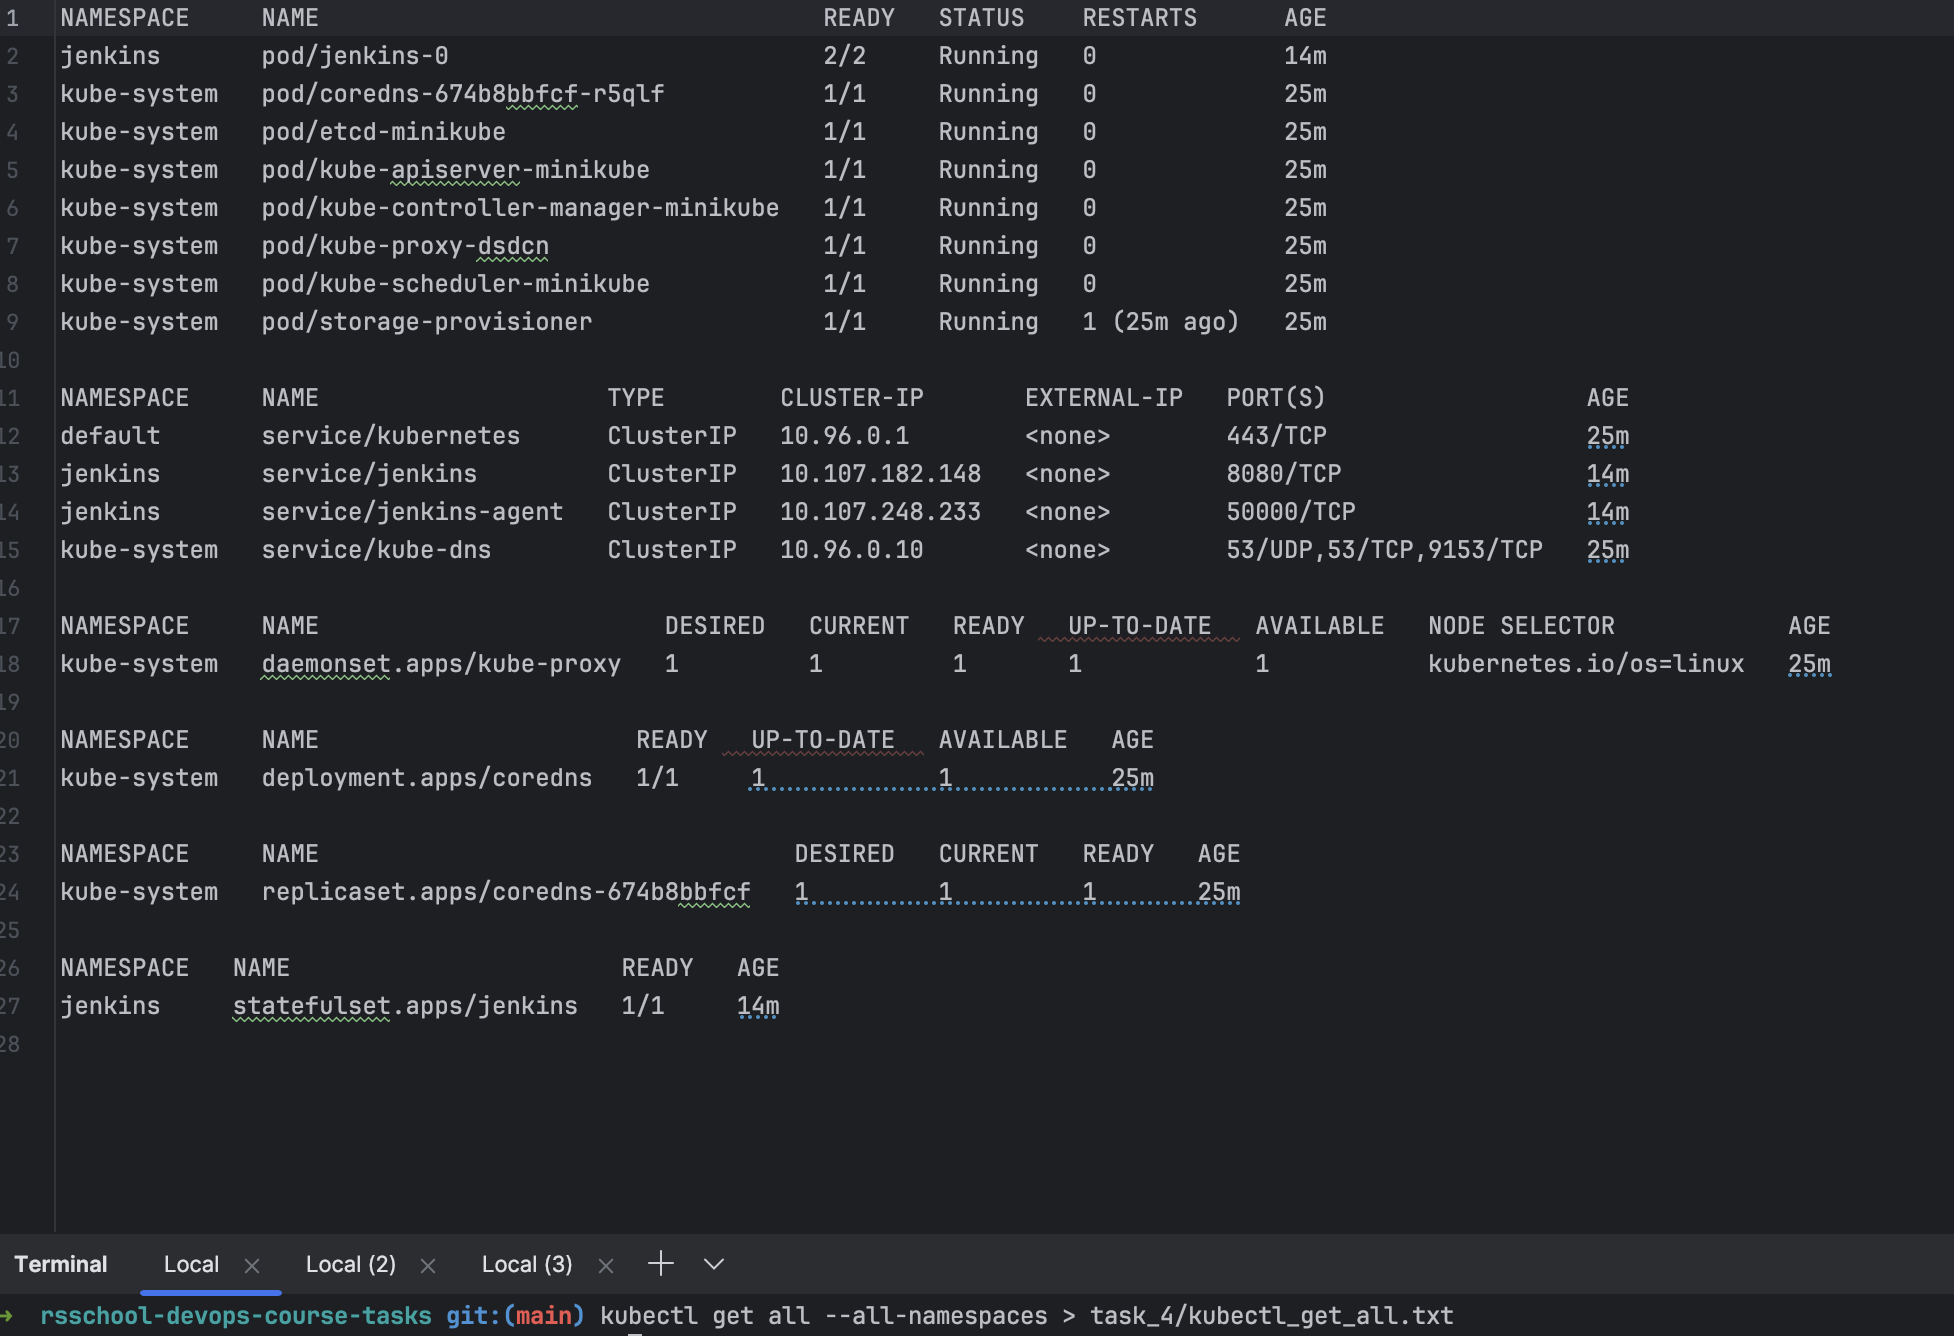 1 NAMESPACE NAME READY STATUS RESTARTS AGE
2 jenkins pod/jenkins-0 2/2 Running 0 14m
3 kube-system pod/coredns-674b8bbfcf-r5qlf 1/1 Running 0 25m
4 kube-system pod/etcd-minikube 1/1 Running 0 25m
5 kube-system pod/kube-apiserver-minikube 1/1 Running 0 25m
6 kube-system pod/kube-controller-manager-minikube 1/1 Running 0 25m
7 kube-system pod/kube-proxy-dsdcn 1/1 Running 0 25m
8 kube-system pod/kube-scheduler-minikube 1/1 Running 0 25m
9 kube-system pod/storage-provisioner 1/1 Running 1 (25m ago) 25m
10
11 NAMESPACE NAME TYPE CLUSTER-IP EXTERNAL-IP PORT(S) AGE
12 default service/kubernetes ClusterIP 10.96.0.1 <none> 443/TCP 25m
13 jenkins service/jenkins ClusterIP 10.107.182.148 <none> 8080/TCP 14m
14 jenkins service/jenkins-agent ClusterIP 10.107.248.233 <none> 50000/TCP 14m
15 kube-system service/kube-dns ClusterIP 10.96.0.10 <none> 53/UDP,53/TCP,9153/TCP 25m
16
17 NAMESPACE NAME DESIRED CURRENT READY UP-TO-DATE AVAILABLE NODE SELECTOR AGE
18 kube-system daemonset.apps/kube-proxy 1 1 1 1 1 kubernetes.io/os=linux 25m
19
20 NAMESPACE NAME READY UP-TO-DATE AVAILABLE AGE
21 kube-system deployment.apps/coredns 1/1 1 1 25m
22
23 NAMESPACE NAME DESIRED CURRENT READY AGE
24 kube-system replicaset.apps/coredns-674b8bbfcf 1 1 1 25m
25
26 NAMESPACE NAME READY AGE
27 jenkins statefulset.apps/jenkins 1/1 14m
28
Terminal Local Local (2) Local (3)
→ rsschool-devops-course-tasks git:(main) kubectl get all --all-namespaces > task_4/kubectl_get_all.txt